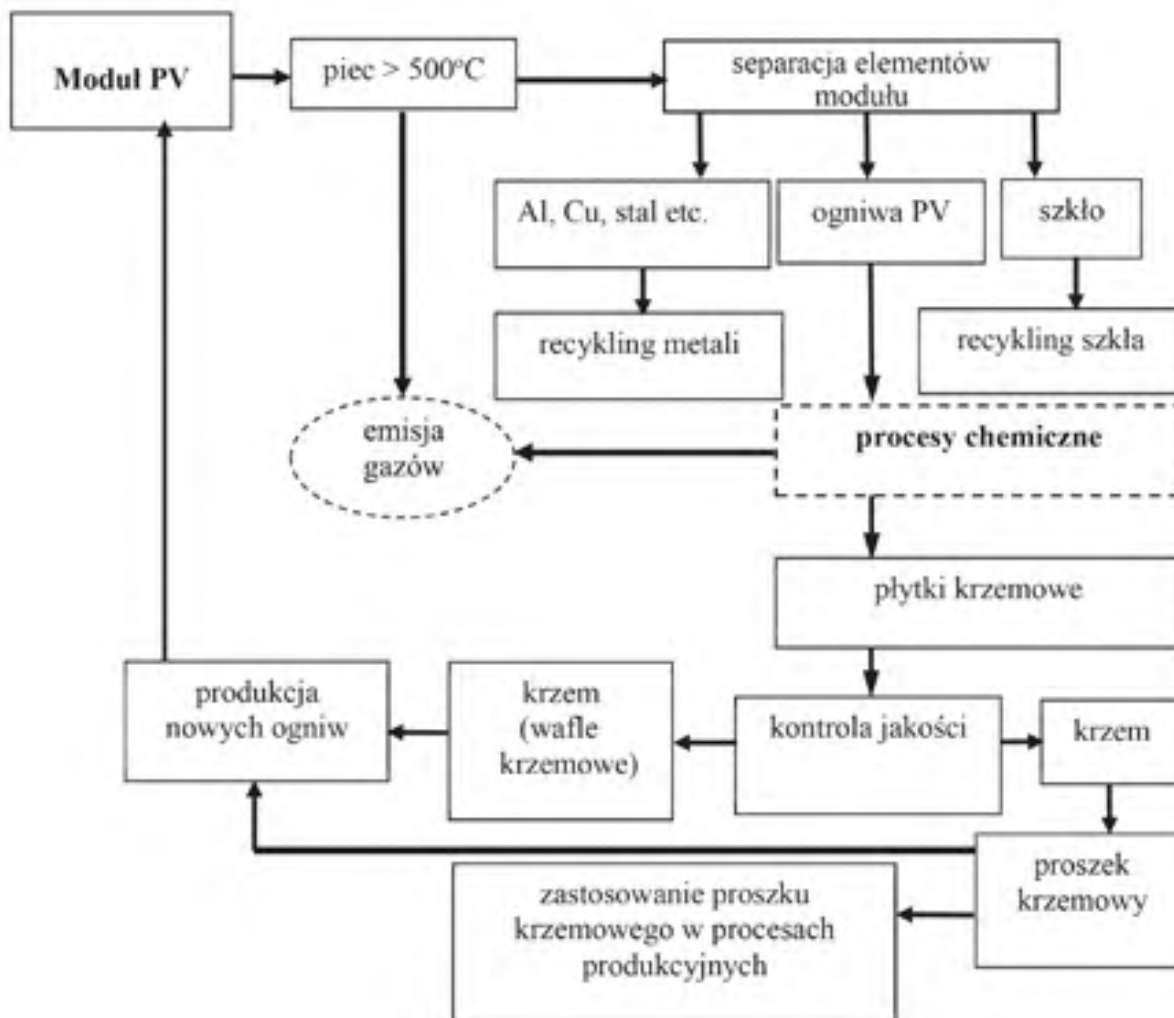 Moduł PV
piec > 500°C
separacja elementów
modułu
Al, Cu, stal etc.
ogniwa PV
szkło
recykling metali
recykling szkła
emisja
gazów
procesy chemiczne
płytki krzemowe
produkcja
nowych ogniw
krzem
(wafle
krzemowe)
kontrola jakości
krzem
proszek
krzemowy
zastosowanie proszku
krzemowego w procesach
produkcyjnych